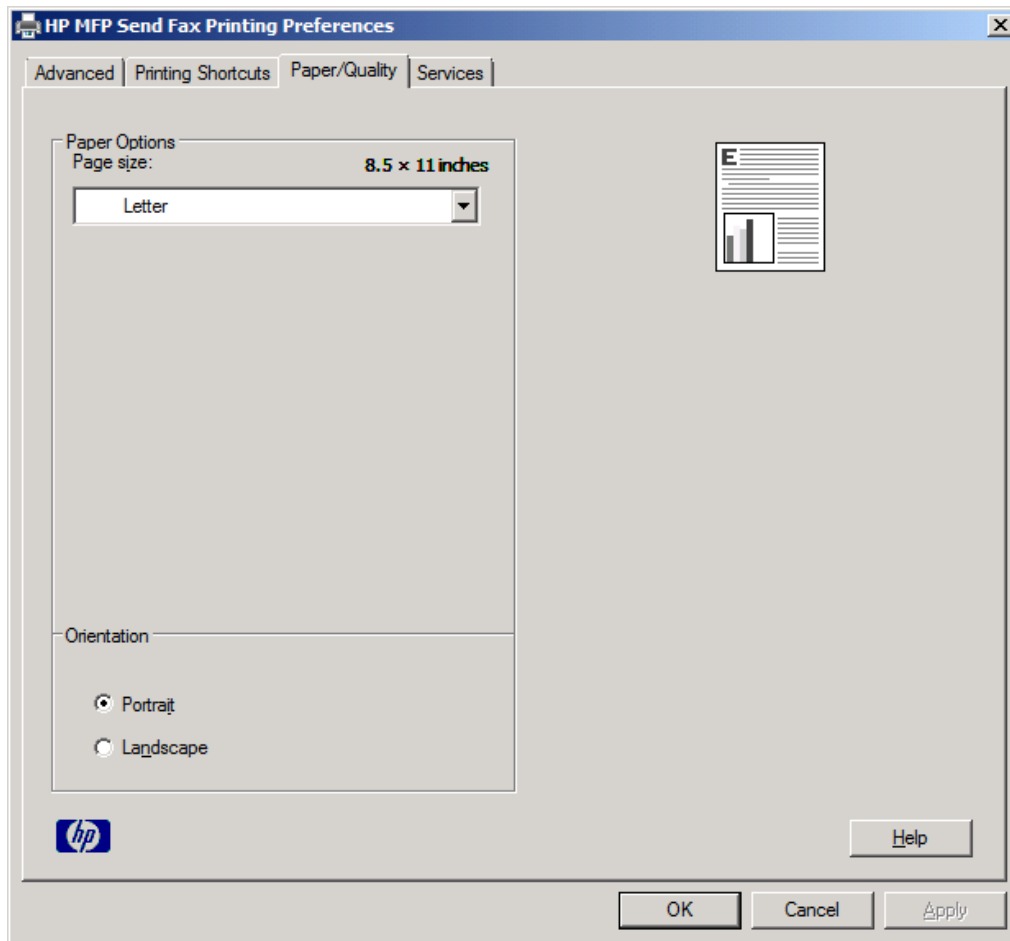 HP MFP Send Fax Printing Preferences
Advanced Printing Shortcuts Paper/Quality Services
Paper Options
Page size: 8.5 × 11 inches
Letter
E
Orientation
Portrait
Landscape
hp
Help
OK Cancel Apply